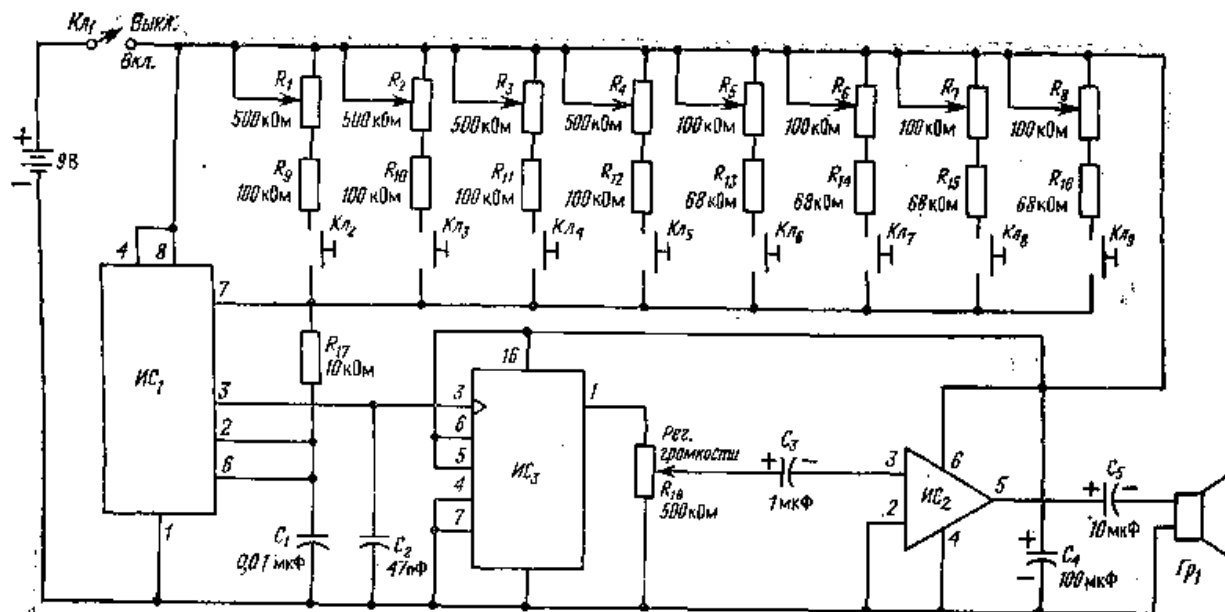 Кл1 Выкл.
Вкл.
R1 R2 R3 R4 R5 R6 R7 R8
500кОм 500кОм 500кОм 500кОм 100кОм 100кОм 100кОм 100кОм
+
9В
−
R9 R10 R11 R12 R13 R14 R15 R16
100кОм 100кОм 100кОм 100кОм 68кОм 68кОм 68кОм 68кОм
Кл2 Кл3 Кл4 Кл5 Кл6 Кл7 Кл8 Кл9
4 8
7
ИС1
3
2
6
1
R17
10кОм
16
3
6
5
4
7
ИС3
1
Рег.
громкости
R18
500кОм
C1
0,01мкФ
C2
47пФ
+ C3 −
1мкФ
3
2
6
ИС2
5
4
+ C5 −
10мкФ
+ C4
− 100мкФ
Гр1